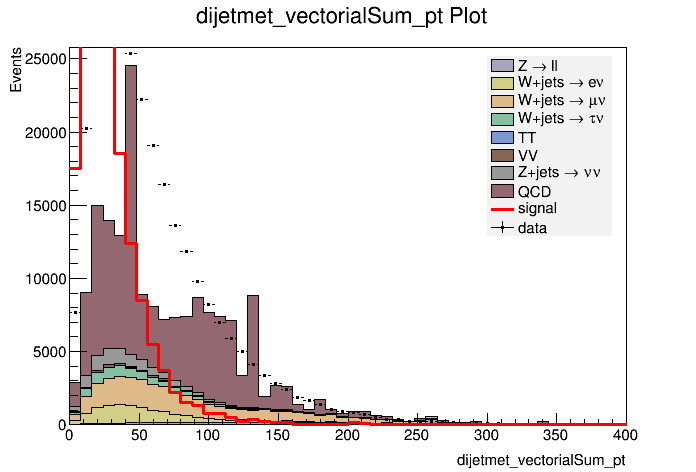 dijetmet_vectorialSum_pt Plot
Events
25000
20000
15000
10000
5000
0
0 50 100 150 200 250 300 350 400
dijetmet_vectorialSum_pt
Z → ll
W+jets → eν
W+jets → μν
W+jets → τν
TT
VV
Z+jets → νν
QCD
signal
data